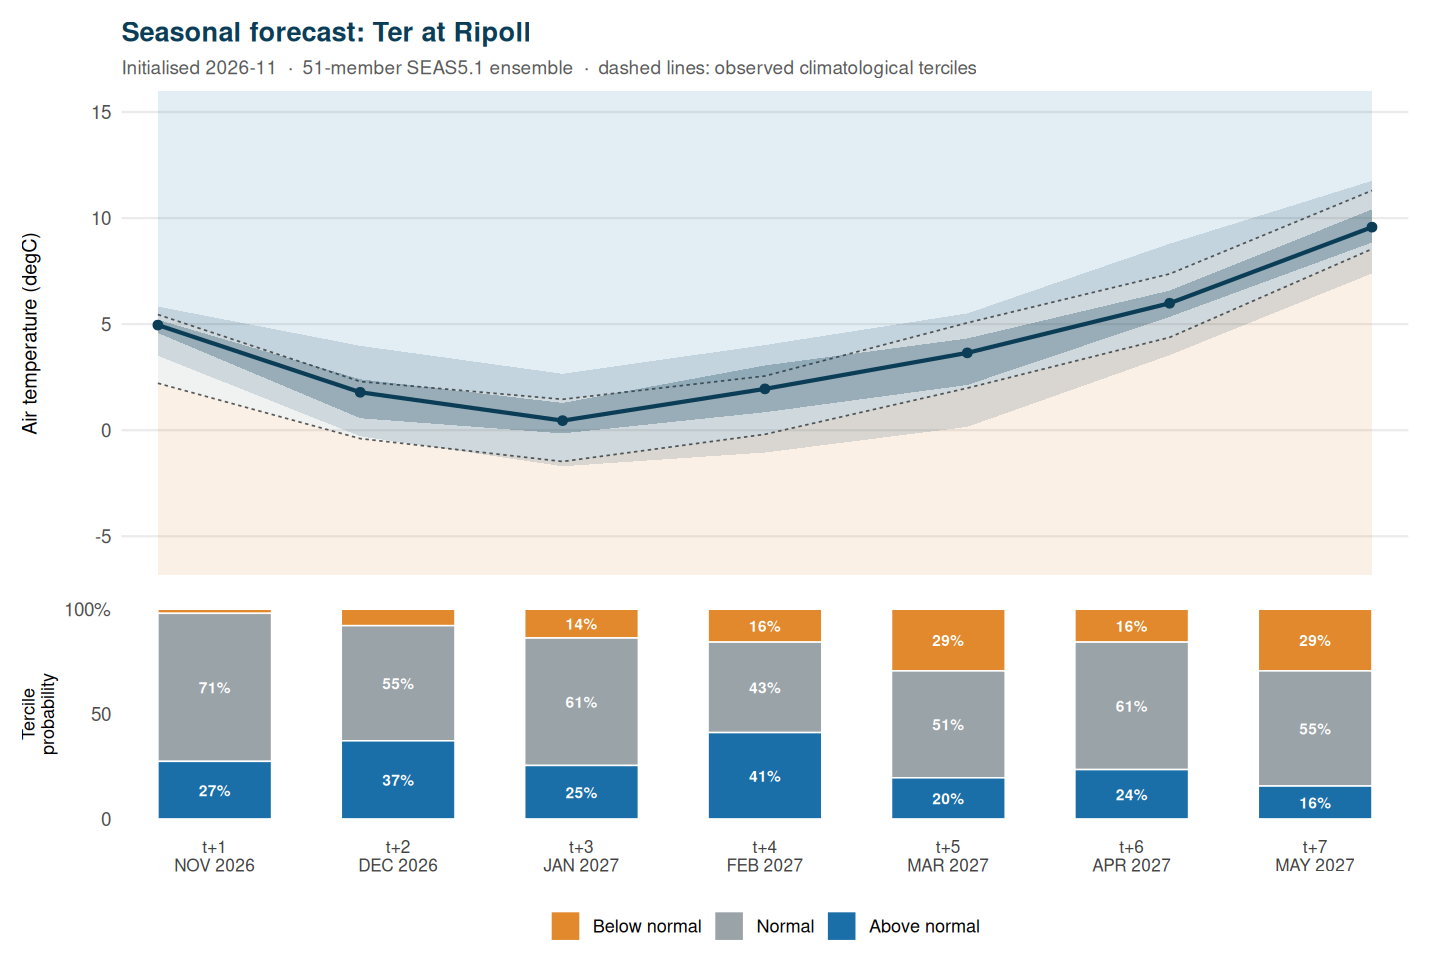 Seasonal forecast: Ter at Ripoll
Initialised 2026-11 · 51-member SEAS5.1 ensemble · dashed lines: observed climatological terciles
Air temperature (degC)
15
10
5
0
-5
Tercile
probability
100%
50
0
71%
27%
55%
37%
14%
61%
25%
16%
43%
41%
29%
51%
20%
16%
61%
24%
29%
55%
16%
t+1
NOV 2026
t+2
DEC 2026
t+3
JAN 2027
t+4
FEB 2027
t+5
MAR 2027
t+6
APR 2027
t+7
MAY 2027
Below normal
Normal
Above normal